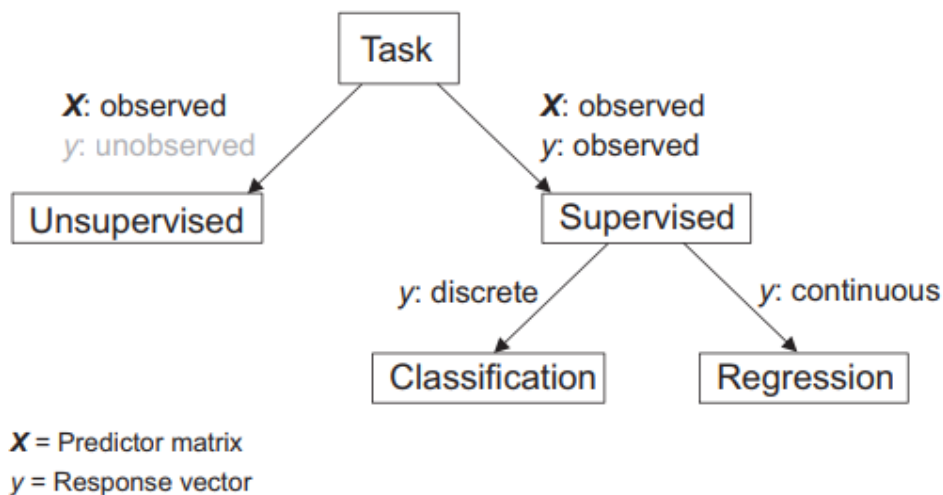 Task
X: observed
y: unobserved
X: observed
y: observed
Unsupervised
Supervised
y: discrete
y: continuous
Classification
Regression
X = Predictor matrix
y = Response vector